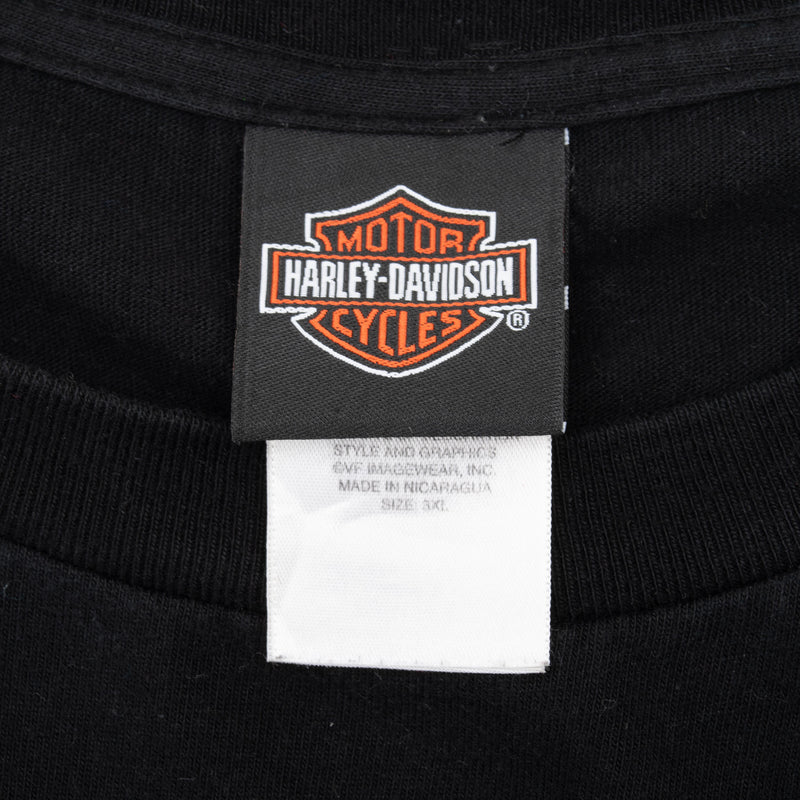 MOTOR
HARLEY-DAVIDSON
CYCLES
®
STYLE AND GRAPHICS
©VF IMAGEWEAR, INC.
MADE IN NICARAGUA
SIZE 3XL